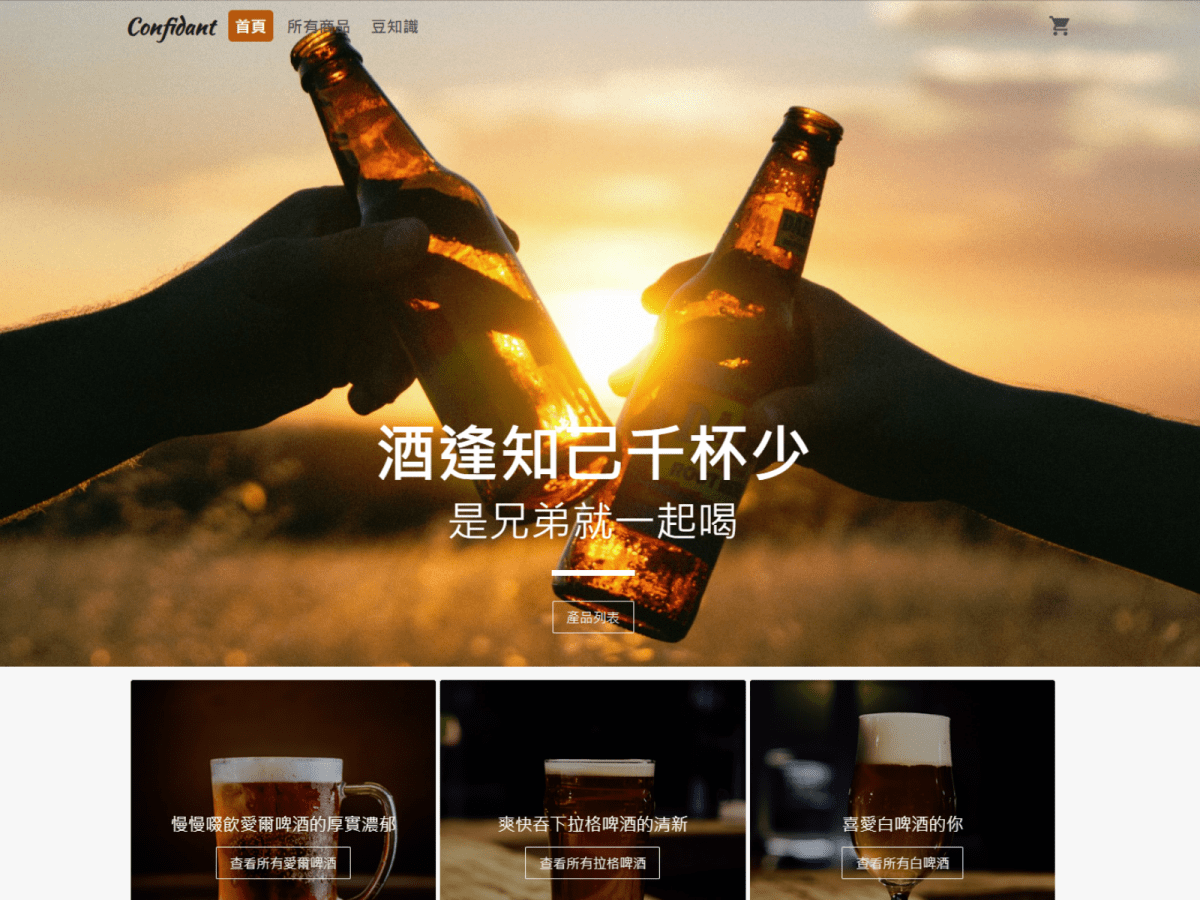 Confidant
首頁
所有商品
豆知識
酒逢知己千杯少
是兄弟就一起喝
產品列表
慢慢啜飲愛爾啤酒的厚實濃郁
爽快吞下拉格啤酒的清新
喜愛白啤酒的你
查看所有愛爾啤酒
查看所有拉格啤酒
查看所有白啤酒